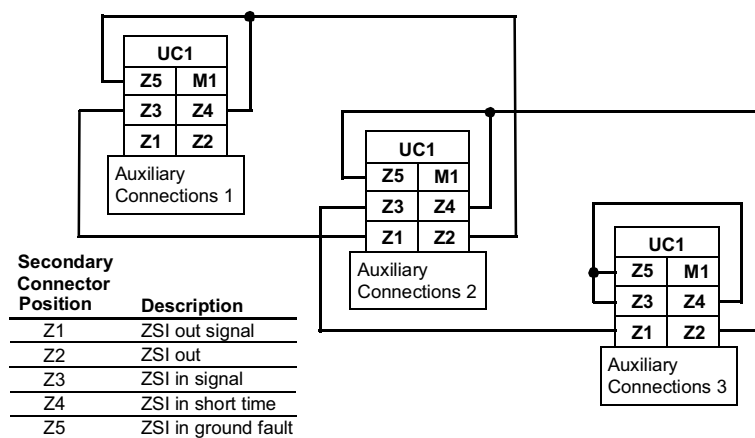 UC1
Z5 M1
Z3 Z4
Z1 Z2
Auxiliary
Connections 1
UC1
Z5 M1
Z3 Z4
Z1 Z2
Auxiliary
Connections 2
UC1
Z5 M1
Z3 Z4
Z1 Z2
Auxiliary
Connections 3
Secondary
Connector
Position Description
Z1 ZSI out signal
Z2 ZSI out
Z3 ZSI in signal
Z4 ZSI in short time
Z5 ZSI in ground fault